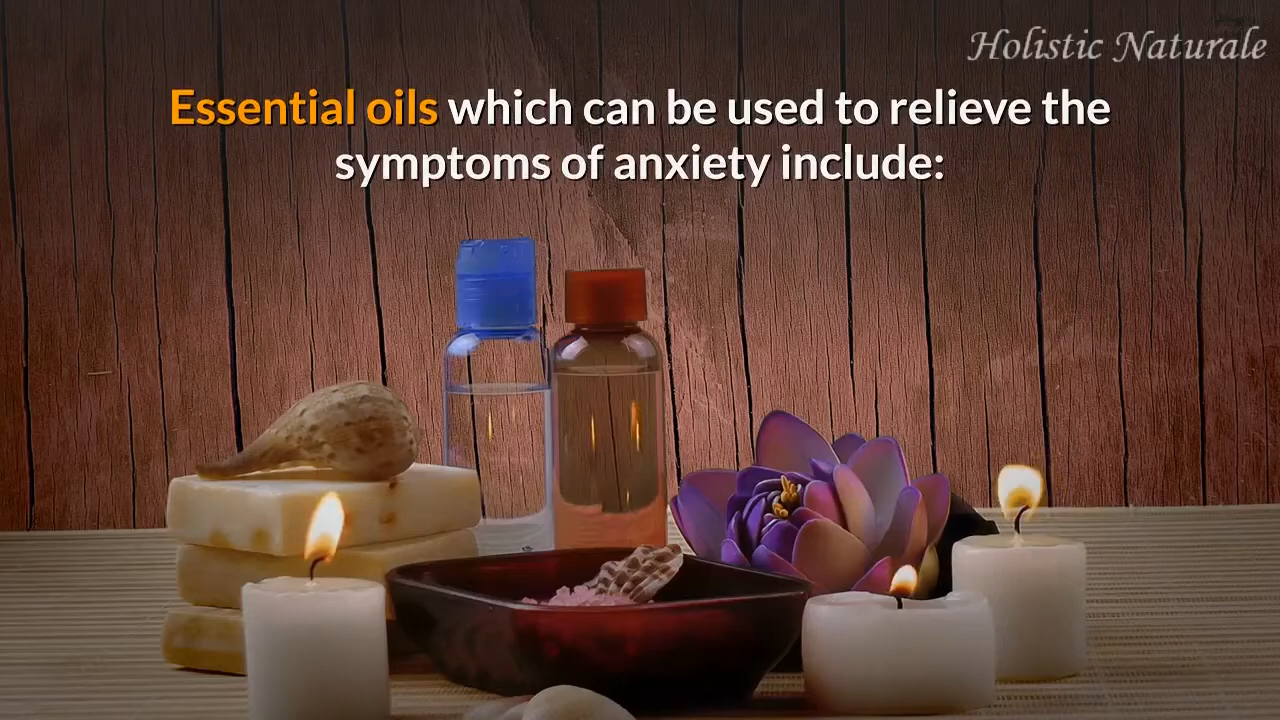 Holistic Naturale
Essential oils which can be used to relieve the
symptoms of anxiety include: